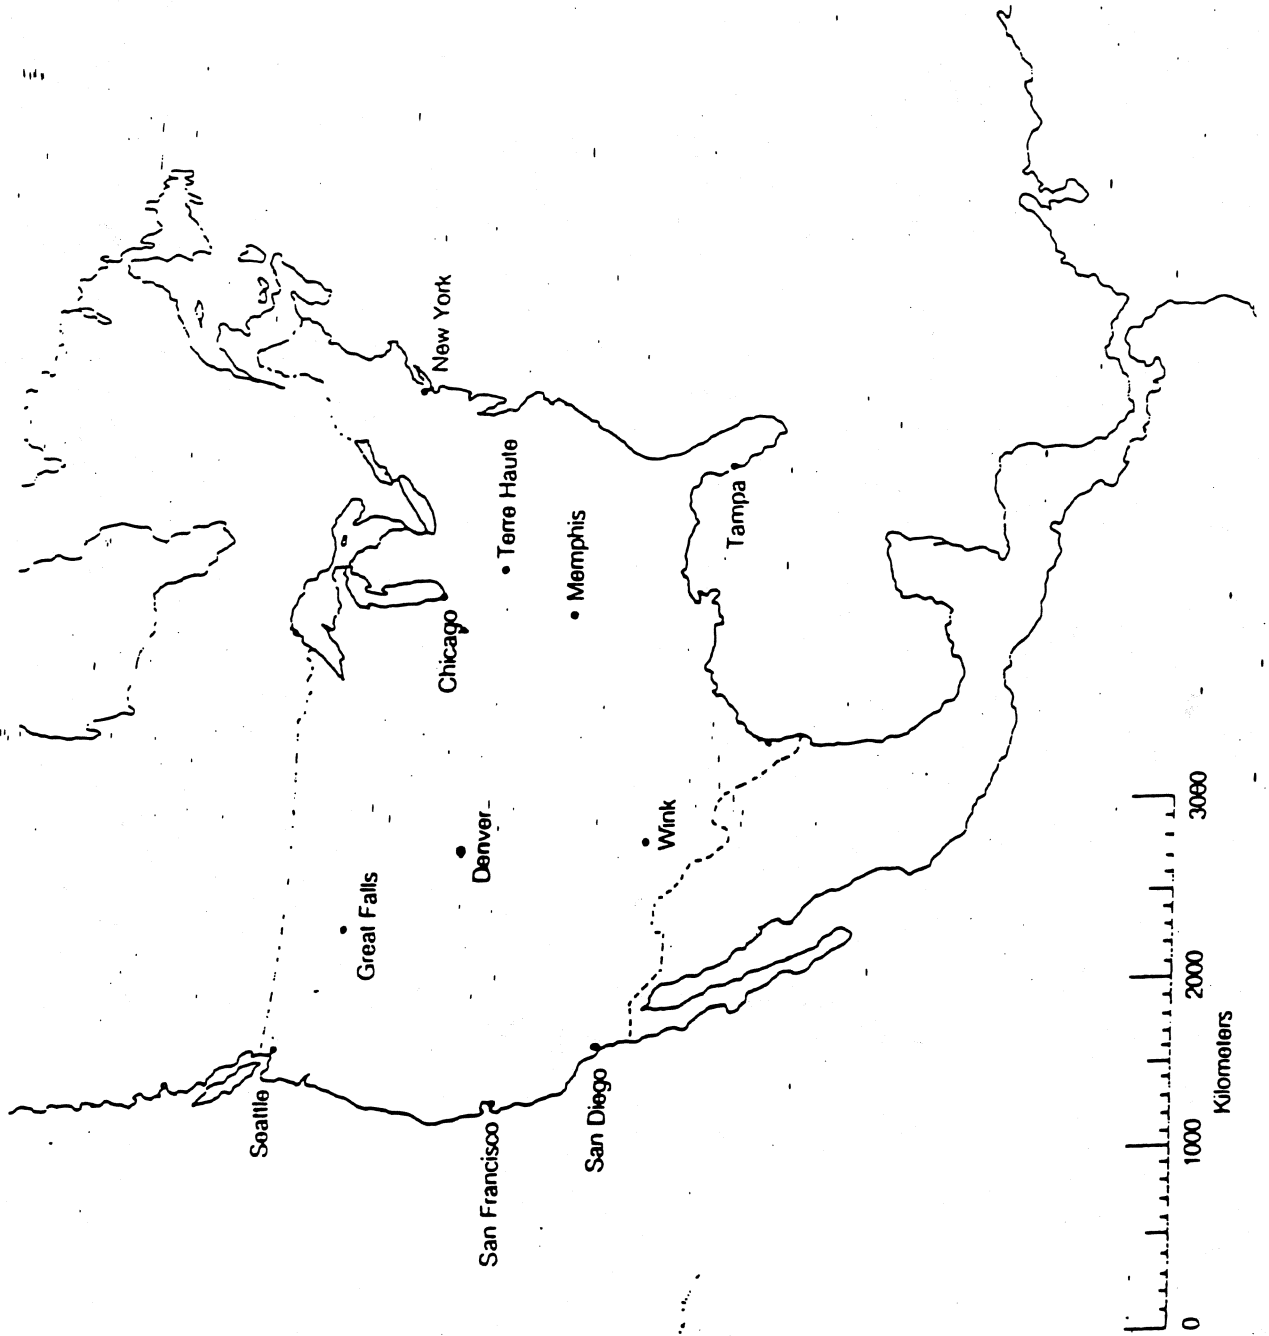 Seattle
San Francisco
San Diego
Great Falls
Denver
Wink
Chicago
Terre Haute
Memphis
New York
Tampa
0 1000 2000 3000
Kilometers